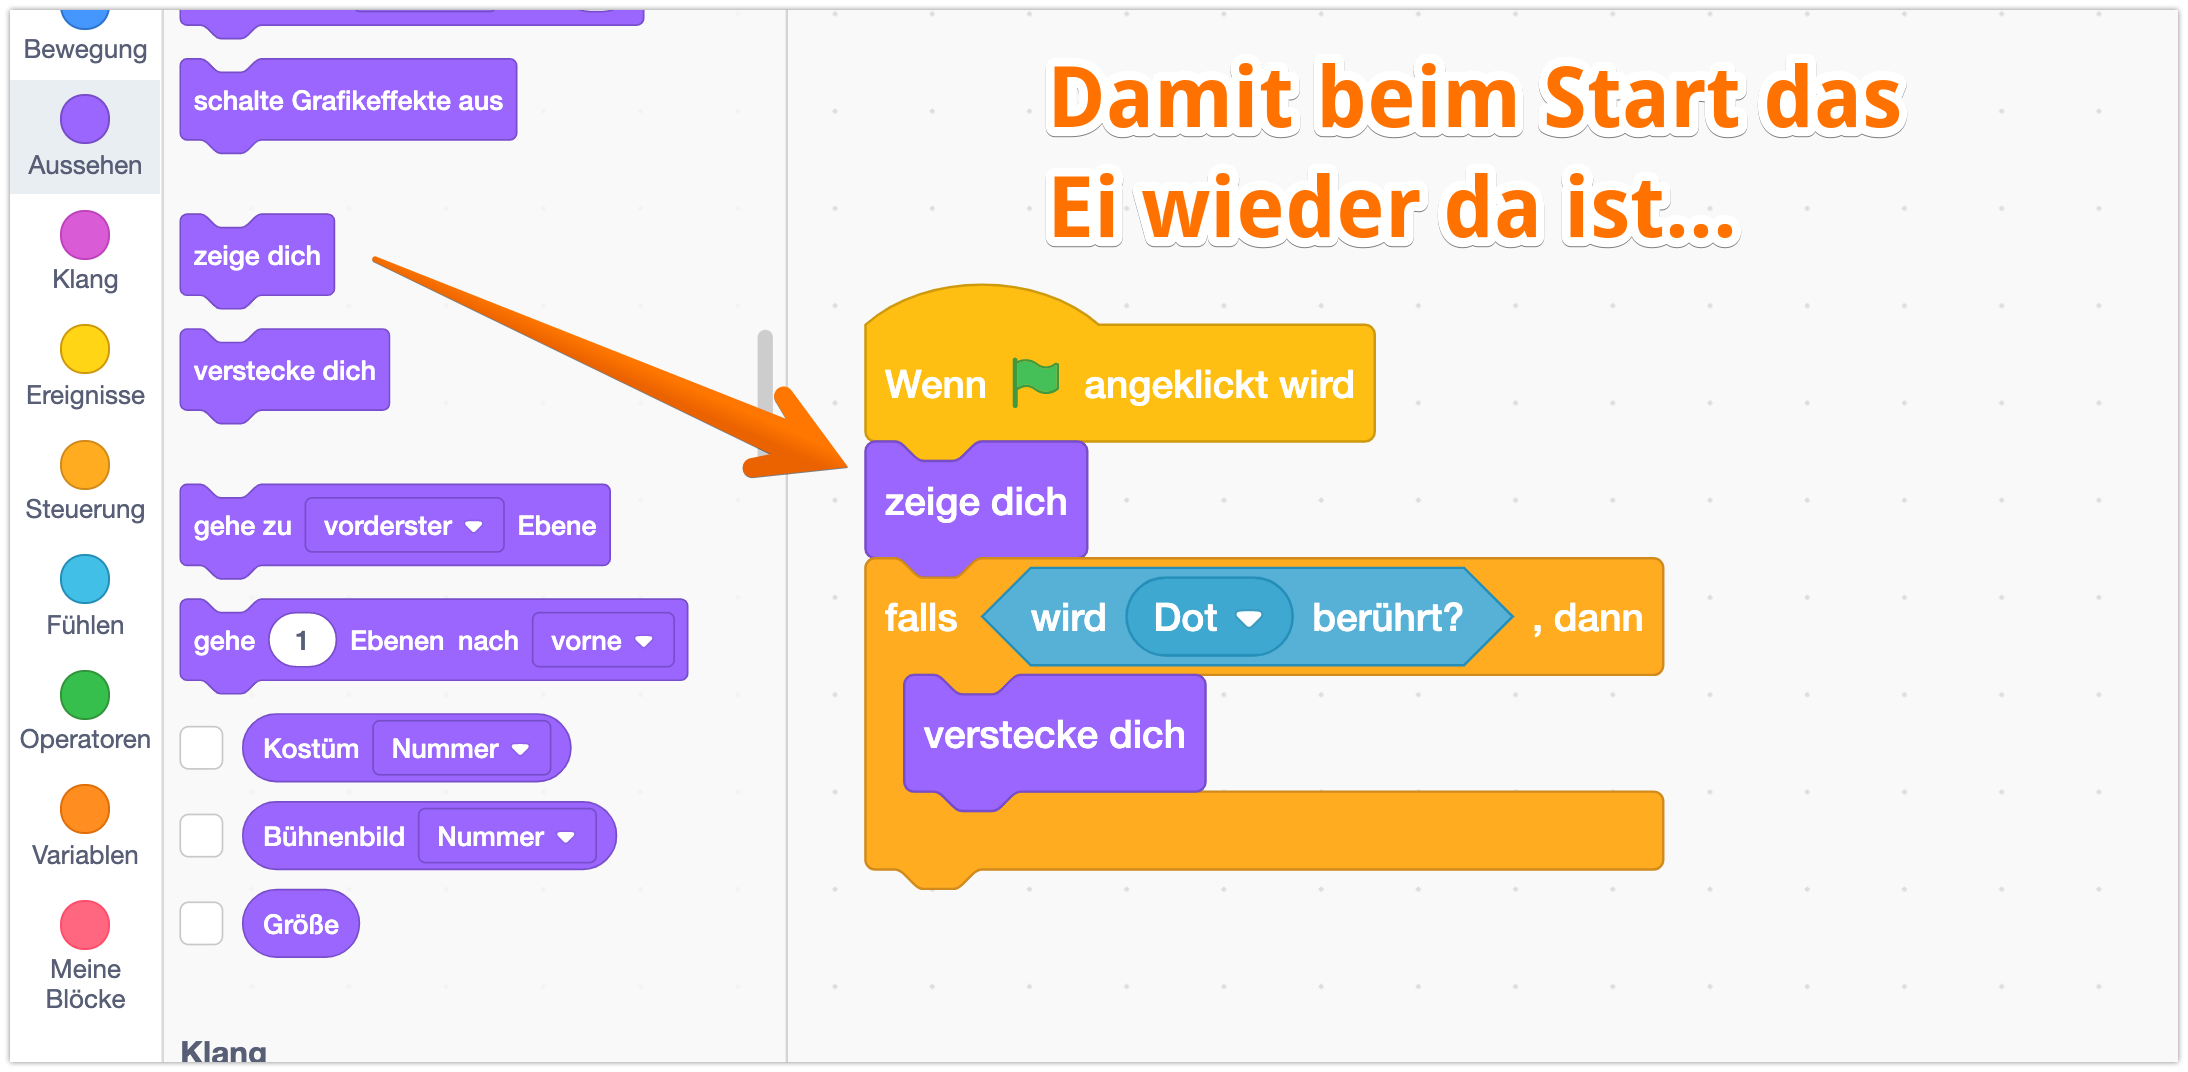 Bewegung
Aussehen
Klang
Ereignisse
Steuerung
Fühlen
Operatoren
Variablen
Meine
Blöcke
schalte Grafikeffekte aus
zeige dich
verstecke dich
gehe zu vorderster Ebene
gehe 1 Ebenen nach vorne
Kostüm Nummer
Bühnenbild Nummer
Größe
Klang
Damit beim Start das
Ei wieder da ist...
Wenn angeklickt wird
zeige dich
falls wird Dot berührt? , dann
verstecke dich